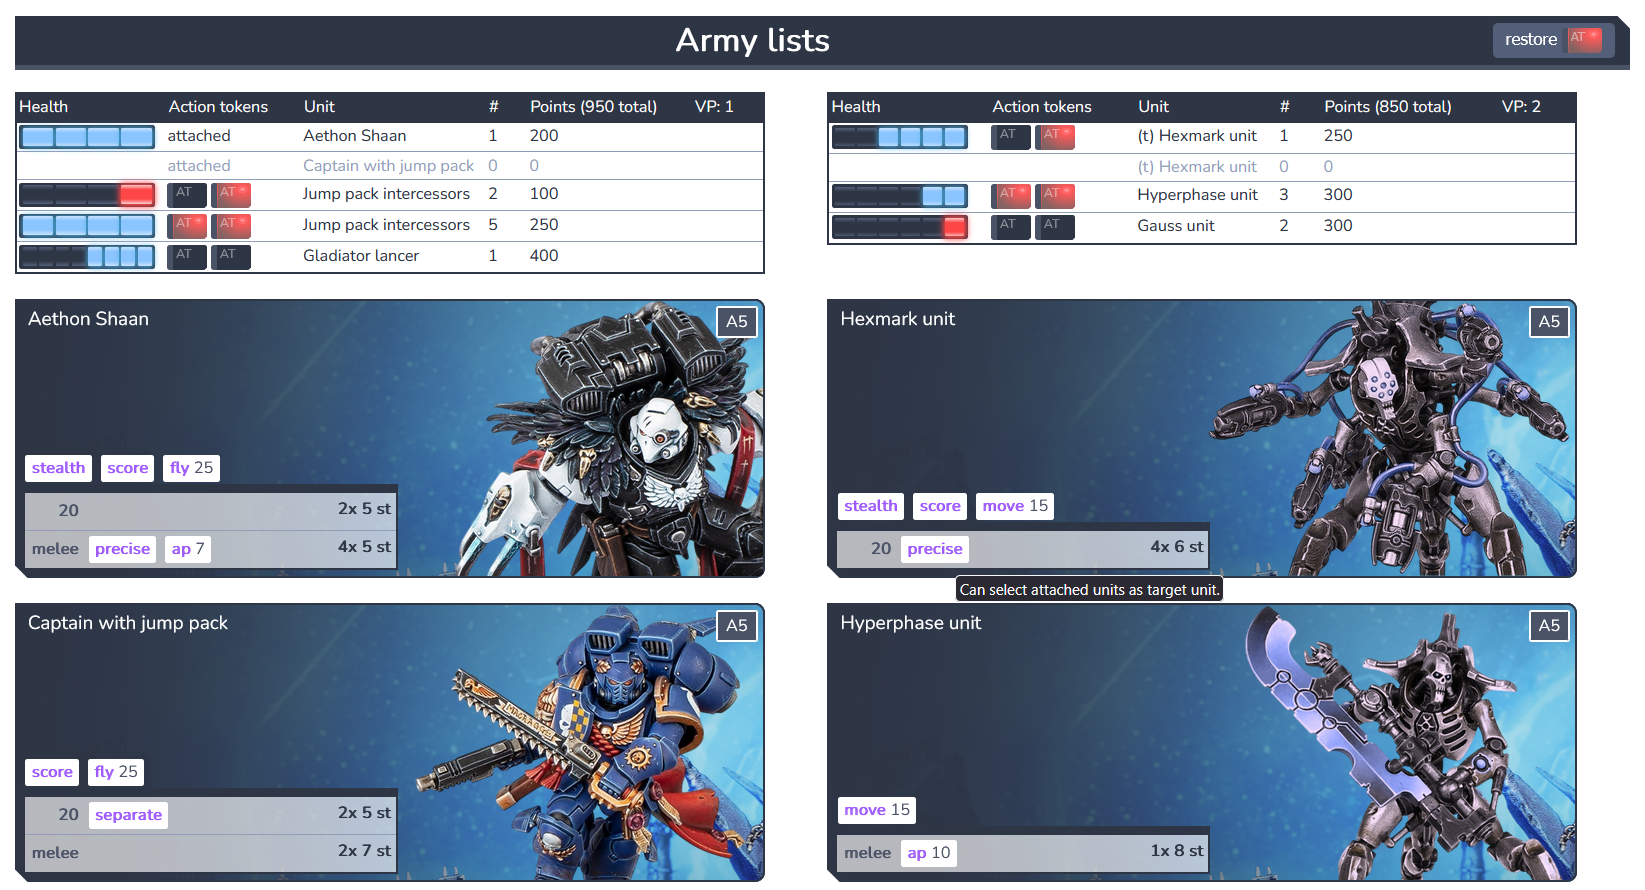 Army lists
restore AT
Health Action tokens Unit # Points (950 total) VP: 1
attached Aethon Shaan 1 200
attached Captain with jump pack 0 0
AT AT Jump pack intercessors 2 100
AT AT Jump pack intercessors 5 250
AT AT Gladiator lancer 1 400
Health Action tokens Unit # Points (850 total) VP: 2
AT AT (t) Hexmark unit 1 250
(t) Hexmark unit 0 0
AT AT Hyperphase unit 3 300
AT AT Gauss unit 2 300
Aethon Shaan A5
stealth score fly 25
20 2x 5 st
melee precise ap 7 4x 5 st
Hexmark unit A5
stealth score move 15
20 precise 4x 6 st
Can select attached units as target unit.
Captain with jump pack A5
score fly 25
20 separate 2x 5 st
melee 2x 7 st
Hyperphase unit A5
move 15
melee ap 10 1x 8 st